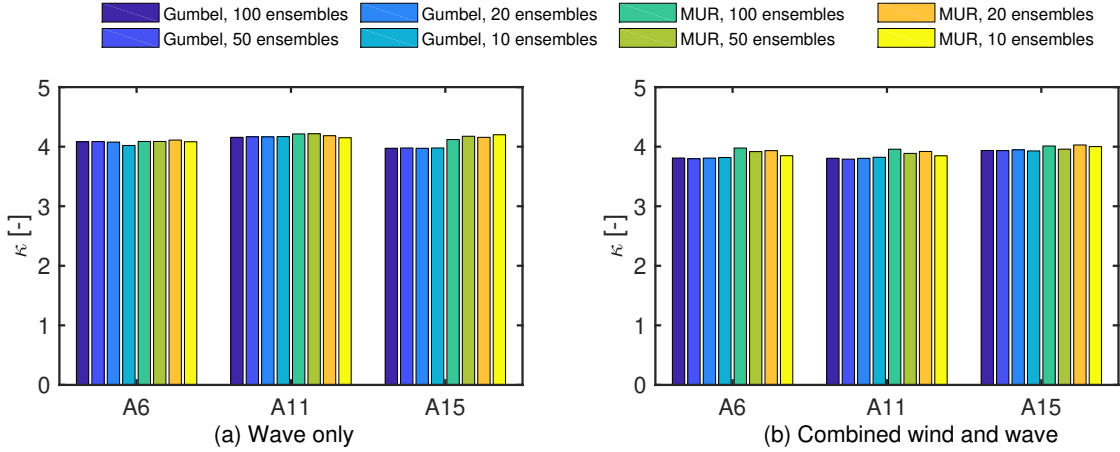 Gumbel, 100 ensembles Gumbel, 20 ensembles MUR, 100 ensembles MUR, 20 ensembles
Gumbel, 50 ensembles Gumbel, 10 ensembles MUR, 50 ensembles MUR, 10 ensembles
5
4
3
2
1
0
κ [-]
A6 A11 A15
(a) Wave only
5
4
3
2
1
0
κ [-]
A6 A11 A15
(b) Combined wind and wave